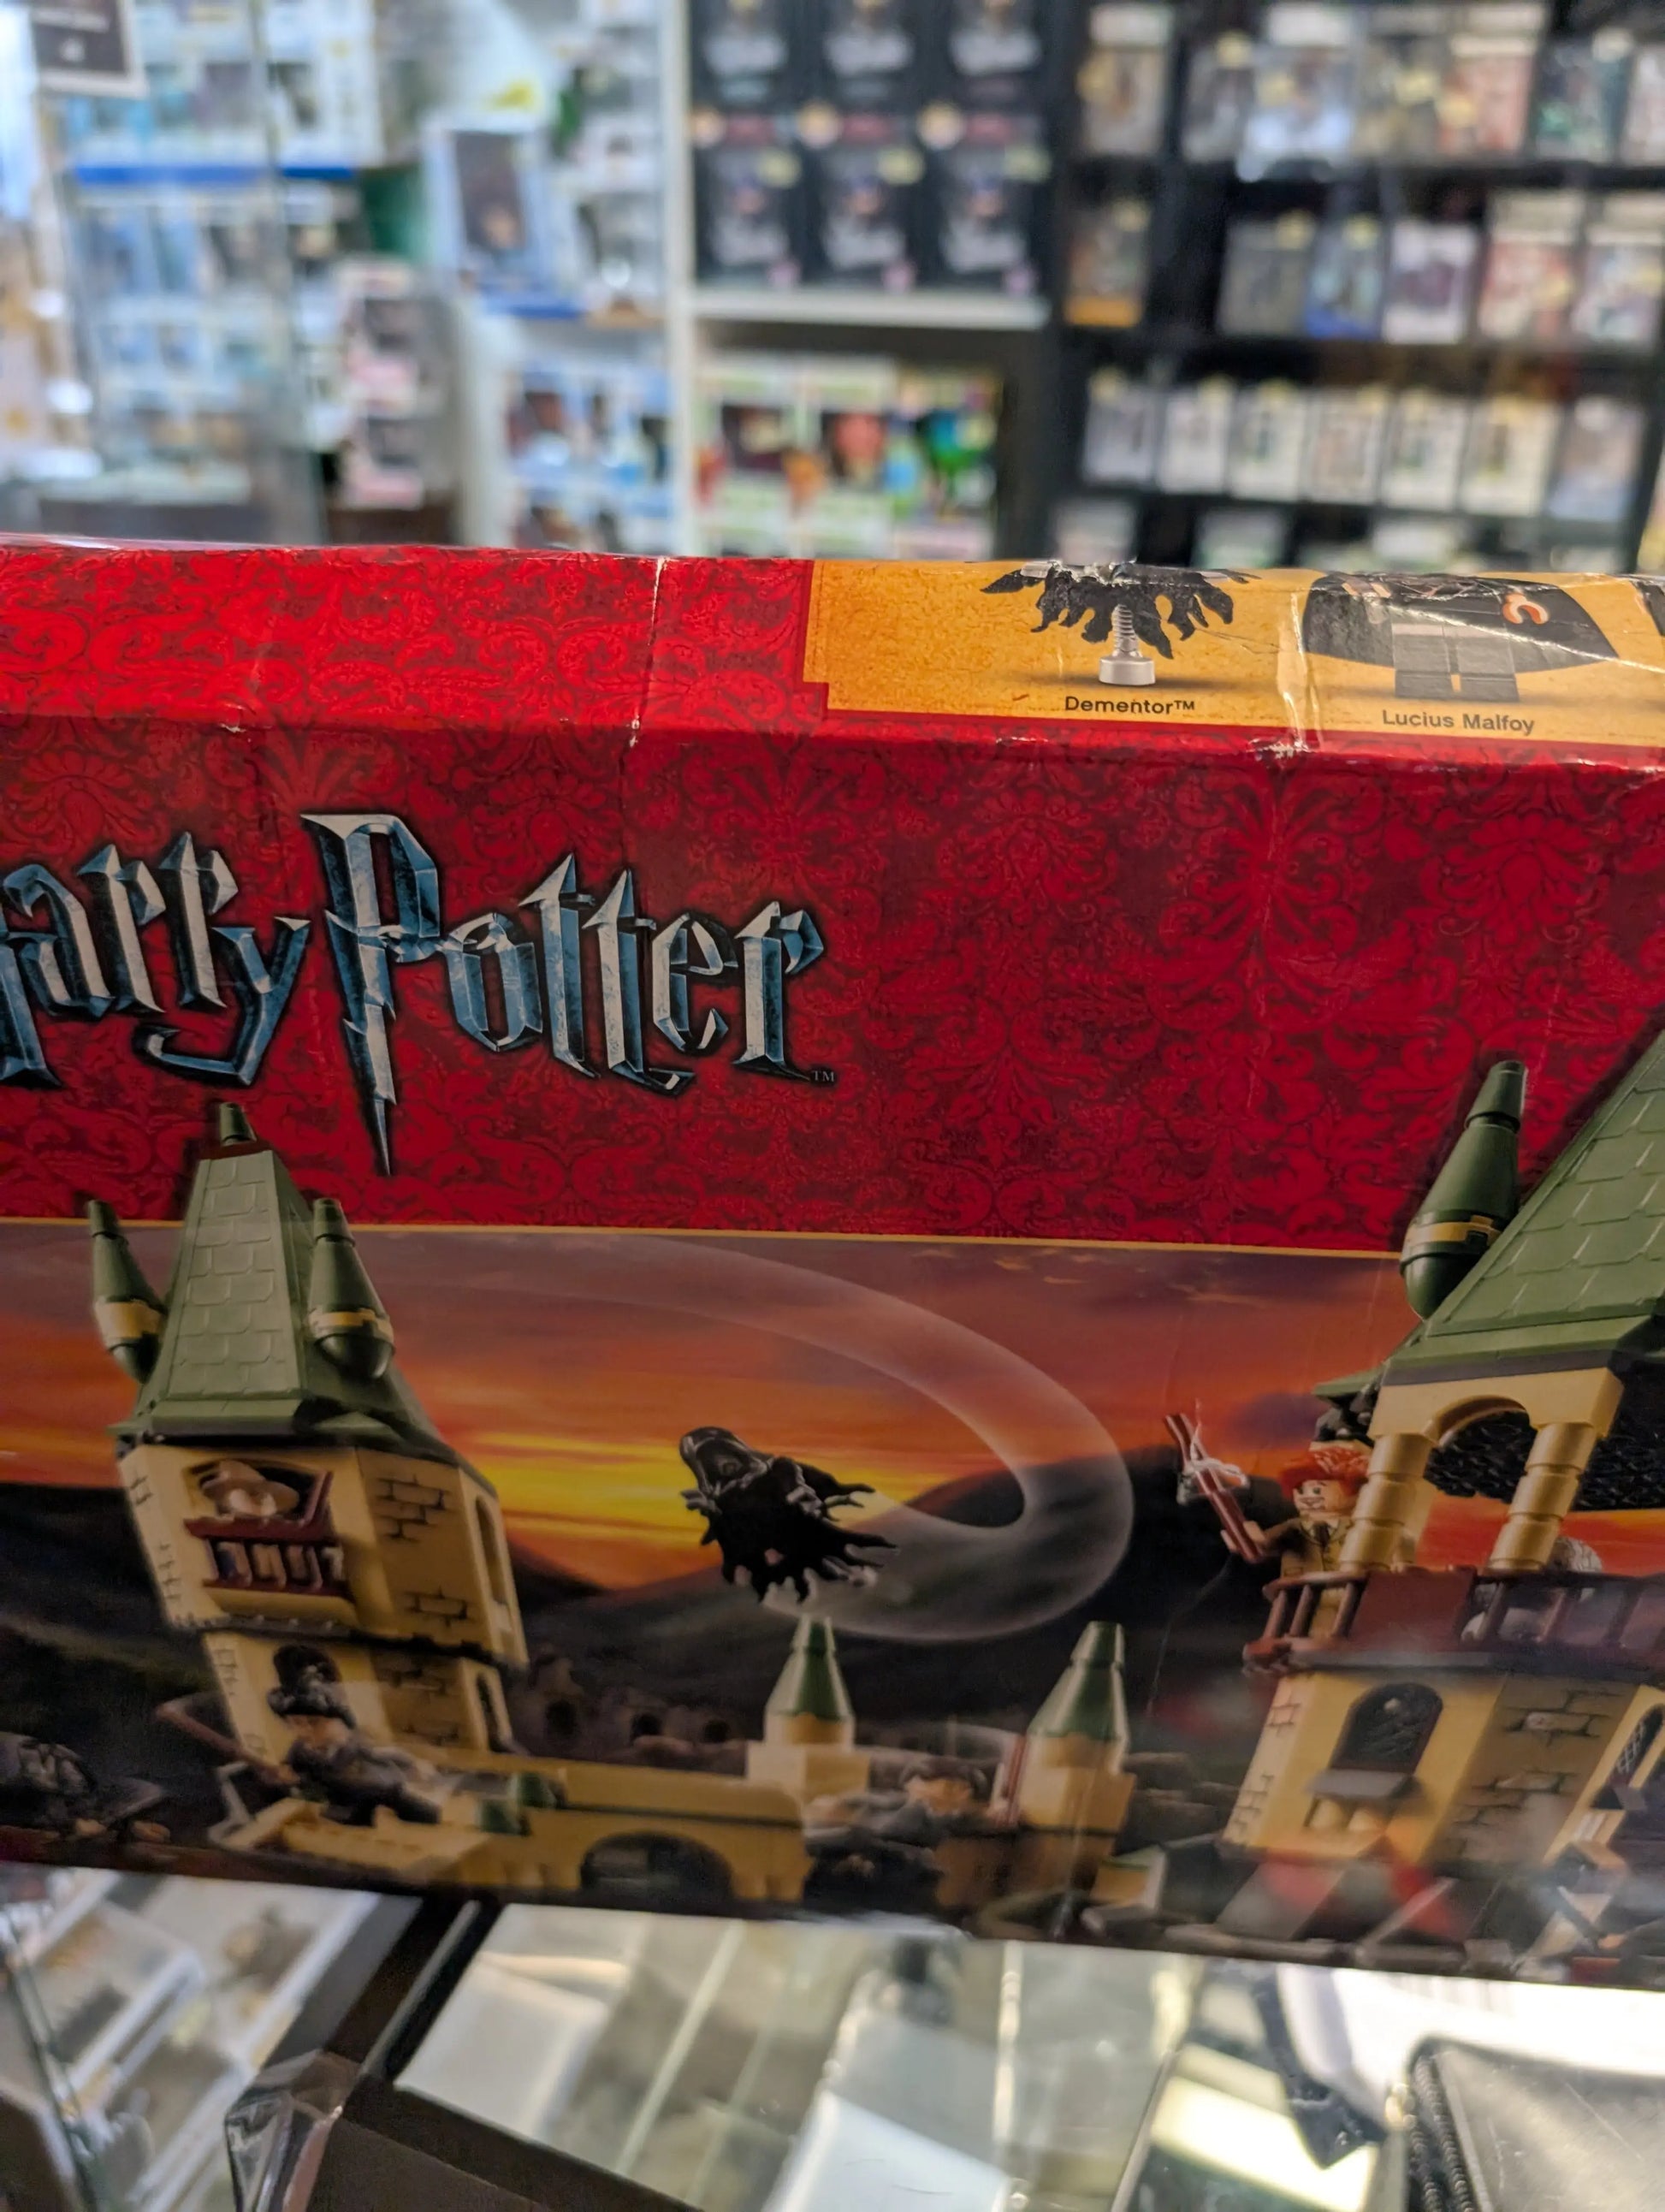 Dementor™
Lucius Malfoy
arry Potter™